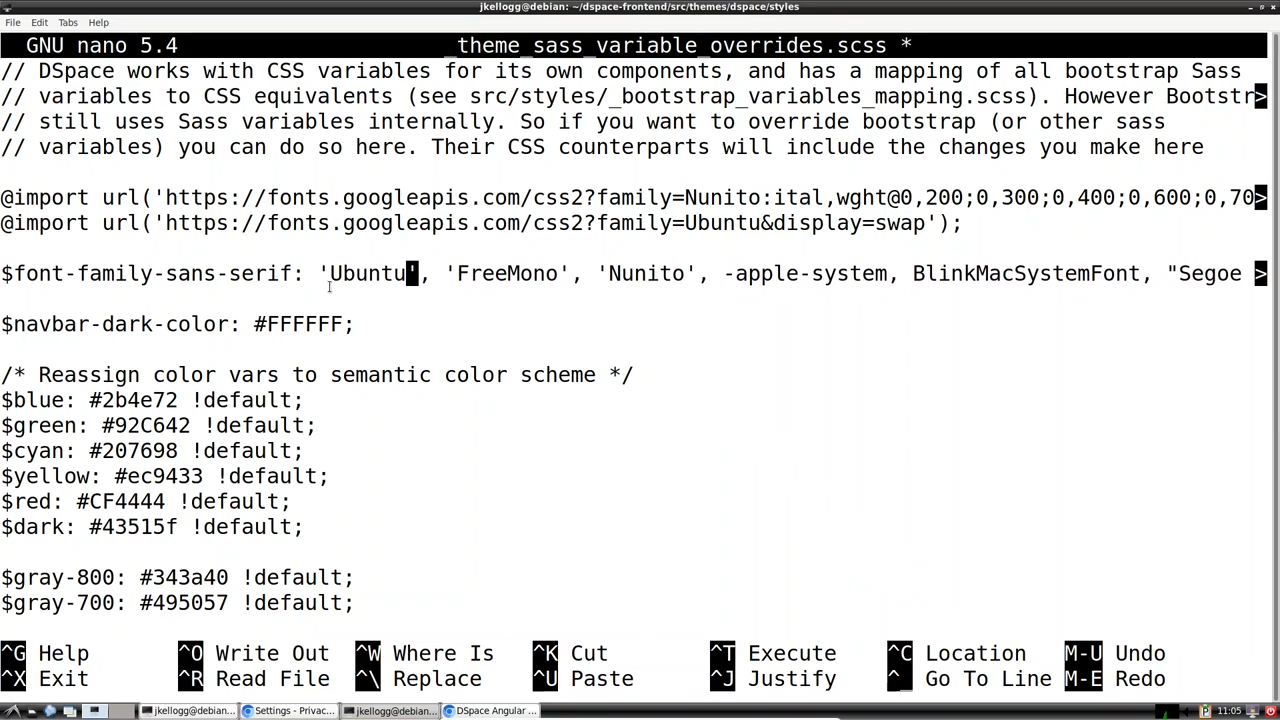 jkellogg@debian: ~/dspace-frontend/src/themes/dspace/styles
File Edit Tabs Help
GNU nano 5.4 _theme_sass_variable_overrides.scss *
// DSpace works with CSS variables for its own components, and has a mapping of all bootstrap Sass
// variables to CSS equivalents (see src/styles/_bootstrap_variables_mapping.scss). However Bootstr>
// still uses Sass variables internally. So if you want to override bootstrap (or other sass
// variables) you can do so here. Their CSS counterparts will include the changes you make here
@import url('https://fonts.googleapis.com/css2?family=Nunito:ital,wght@0,200;0,300;0,400;0,600;0,70>
@import url('https://fonts.googleapis.com/css2?family=Ubuntu&display=swap');
$font-family-sans-serif: 'Ubuntu', 'FreeMono', 'Nunito', -apple-system, BlinkMacSystemFont, "Segoe >
$navbar-dark-color: #FFFFFF;
/* Reassign color vars to semantic color scheme */
$blue: #2b4e72 !default;
$green: #92C642 !default;
$cyan: #207698 !default;
$yellow: #ec9433 !default;
$red: #CF4444 !default;
$dark: #43515f !default;
$gray-800: #343a40 !default;
$gray-700: #495057 !default;
^G Help ^O Write Out ^W Where Is ^K Cut ^T Execute ^C Location M-U Undo
^X Exit ^R Read File ^\ Replace ^U Paste ^J Justify ^_ Go To Line M-E Redo
jkellogg@debian... Settings - Privac... jkellogg@debian... DSpace Angular ... 11:05